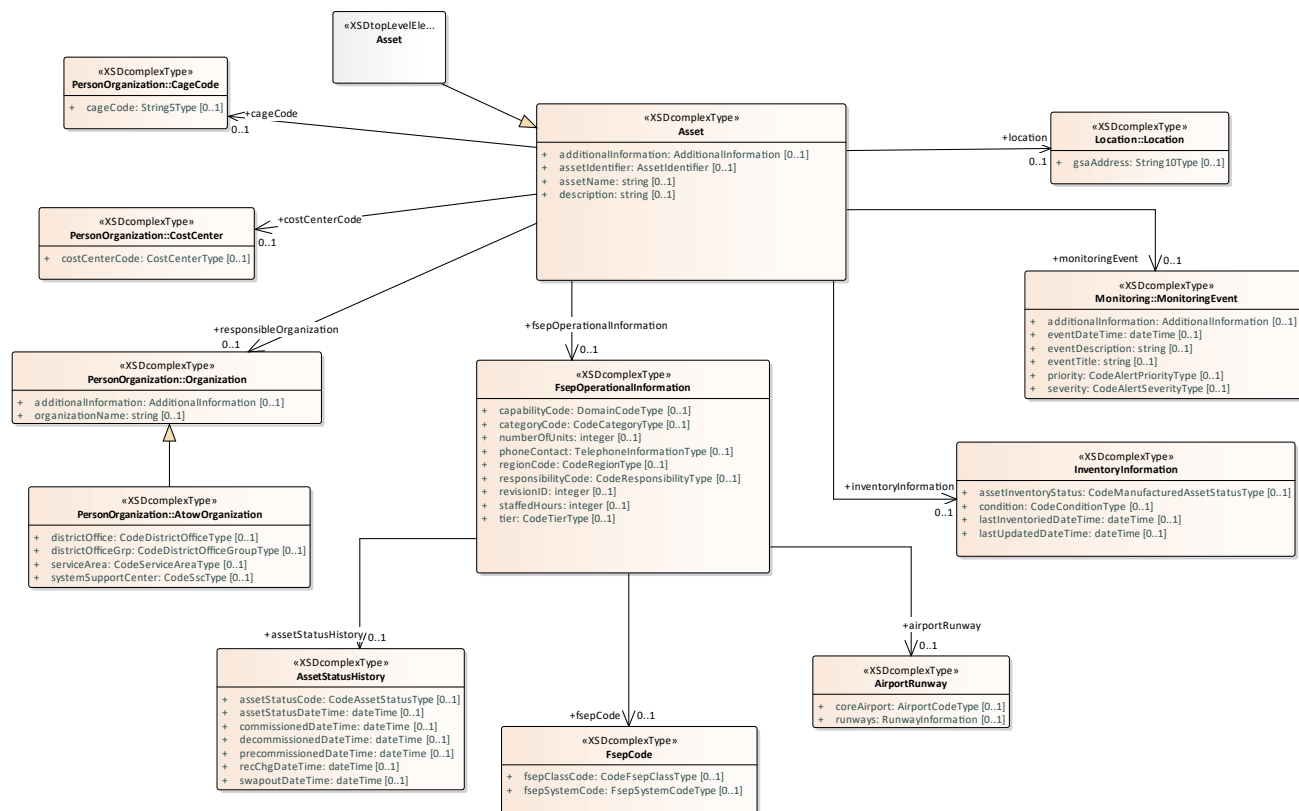 «XSDtopLevelEle...
Asset
«XSDcomplexType»
PersonOrganization::CageCode
+ cageCode: String5Type [0..1]
+cageCode
0..1
«XSDcomplexType»
Asset
+ additionalInformation: AdditionalInformation [0..1]
+ assetIdentifier: AssetIdentifier [0..1]
+ assetName: string [0..1]
+ description: string [0..1]
+location
0..1
«XSDcomplexType»
Location::Location
+ gsaAddress: String10Type [0..1]
«XSDcomplexType»
PersonOrganization::CostCenter
+ costCenterCode: CostCenterType [0..1]
+costCenterCode
0..1
+monitoringEvent
0..1
«XSDcomplexType»
Monitoring::MonitoringEvent
+ additionalInformation: AdditionalInformation [0..1]
+ eventDateTime: dateTime [0..1]
+ eventDescription: string [0..1]
+ eventTitle: string [0..1]
+ priority: CodeAlertPriorityType [0..1]
+ severity: CodeAlertSeverityType [0..1]
+responsibleOrganization
0..1
+fsepOperationalInformation
0..1
«XSDcomplexType»
PersonOrganization::Organization
+ additionalInformation: AdditionalInformation [0..1]
+ organizationName: string [0..1]
«XSDcomplexType»
FsepOperationalInformation
+ capabilityCode: DomainCodeType [0..1]
+ categoryCode: CodeCategoryType [0..1]
+ numberOfUnits: integer [0..1]
+ phoneContact: TelephoneInformationType [0..1]
+ regionCode: CodeRegionType [0..1]
+ responsibilityCode: CodeResponsibilityType [0..1]
+ revisionID: integer [0..1]
+ staffedHours: integer [0..1]
+ tier: CodeTierType [0..1]
+inventoryInformation
0..1
«XSDcomplexType»
InventoryInformation
+ assetInventoryStatus: CodeManufacturedAssetStatusType [0..1]
+ condition: CodeConditionType [0..1]
+ lastInventoriedDateTime: dateTime [0..1]
+ lastUpdatedDateTime: dateTime [0..1]
«XSDcomplexType»
PersonOrganization::AtowOrganization
+ districtOffice: CodeDistrictOfficeType [0..1]
+ districtOfficeGrp: CodeDistrictOfficeGroupType [0..1]
+ serviceArea: CodeServiceAreaType [0..1]
+ systemSupportCenter: CodeSscType [0..1]
+assetStatusHistory
0..1
«XSDcomplexType»
AssetStatusHistory
+ assetStatusCode: CodeAssetStatusType [0..1]
+ assetStatusDateTime: dateTime [0..1]
+ commissionedDateTime: dateTime [0..1]
+ decommissionedDateTime: dateTime [0..1]
+ precommissionedDateTime: dateTime [0..1]
+ recChgDateTime: dateTime [0..1]
+ swapoutDateTime: dateTime [0..1]
+airportRunway
0..1
«XSDcomplexType»
AirportRunway
+ coreAirport: AirportCodeType [0..1]
+ runways: RunwayInformation [0..1]
+fsepCode
0..1
«XSDcomplexType»
FsepCode
+ fsepClassCode: CodeFsepClassType [0..1]
+ fsepSystemCode: FsepSystemCodeType [0..1]